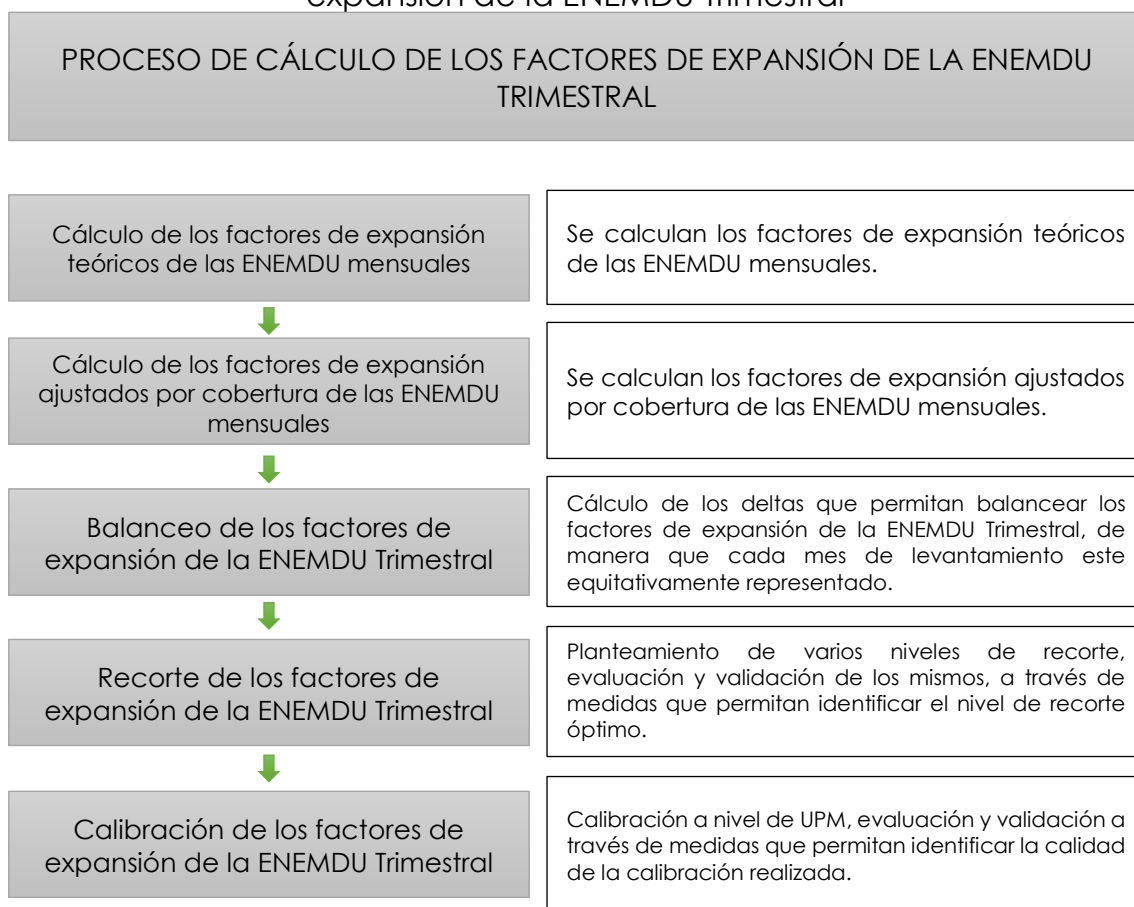 expansión de la ENEMDU Trimestral
PROCESO DE CÁLCULO DE LOS FACTORES DE EXPANSIÓN DE LA ENEMDU
TRIMESTRAL
Cálculo de los factores de expansión
teóricos de las ENEMDU mensuales
Se calculan los factores de expansión teóricos
de las ENEMDU mensuales.
Cálculo de los factores de expansión
ajustados por cobertura de las ENEMDU
mensuales
Se calculan los factores de expansión ajustados
por cobertura de las ENEMDU mensuales.
Balanceo de los factores de
expansión de la ENEMDU Trimestral
Cálculo de los deltas que permitan balancear los
factores de expansión de la ENEMDU Trimestral, de
manera que cada mes de levantamiento este
equitativamente representado.
Recorte de los factores de
expansión de la ENEMDU Trimestral
Planteamiento de varios niveles de recorte,
evaluación y validación de los mismos, a través de
medidas que permitan identificar el nivel de recorte
óptimo.
Calibración de los factores de
expansión de la ENEMDU Trimestral
Calibración a nivel de UPM, evaluación y validación a
través de medidas que permitan identificar la calidad
de la calibración realizada.